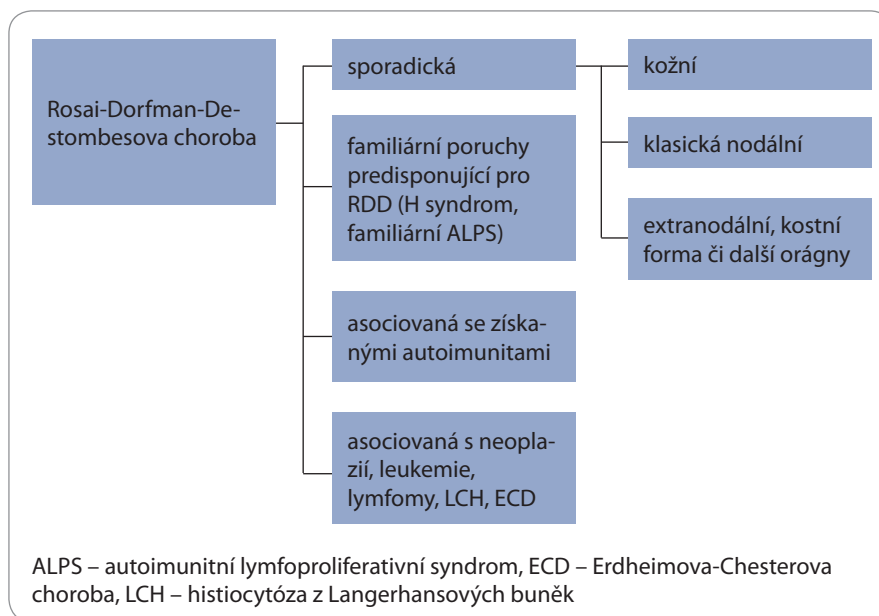 Rosai-Dorfman-De-
stombesova choroba
sporadická
familiární poruchy
predisponující pro
RDD (H syndrom,
familiární ALPS)
asociovaná se získa-
nými autoimunitami
asociovaná s neopla-
zií, leukemie,
lymfomy, LCH, ECD
kožní
klasická nodální
extranodální, kostní
forma či další orágny
ALPS – autoimunitní lymfoproliferativní syndrom, ECD – Erdheimova-Chesterova
choroba, LCH – histiocytóza z Langerhansových buněk